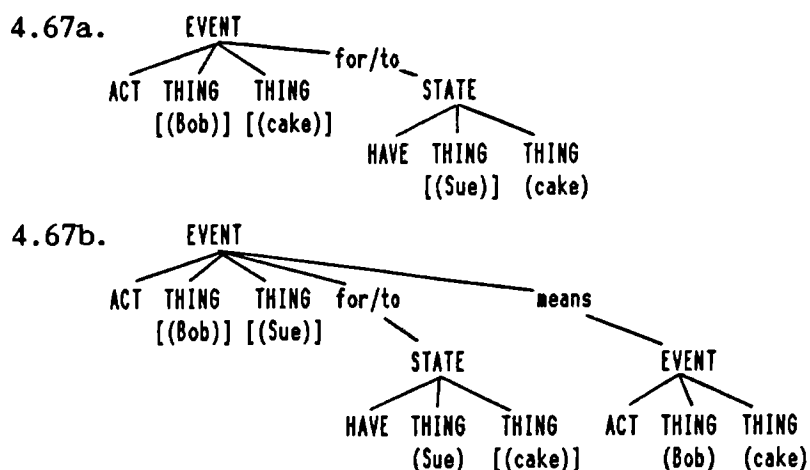 4.67a. EVENT
for/to
ACT THING THING STATE
[(Bob)] [(cake)]
HAVE THING THING
[(Sue)] (cake)
4.67b. EVENT
ACT THING THING for/to means
[(Bob)] [(Sue)]
STATE EVENT
HAVE THING THING ACT THING THING
(Sue) [(cake)] (Bob) (cake)